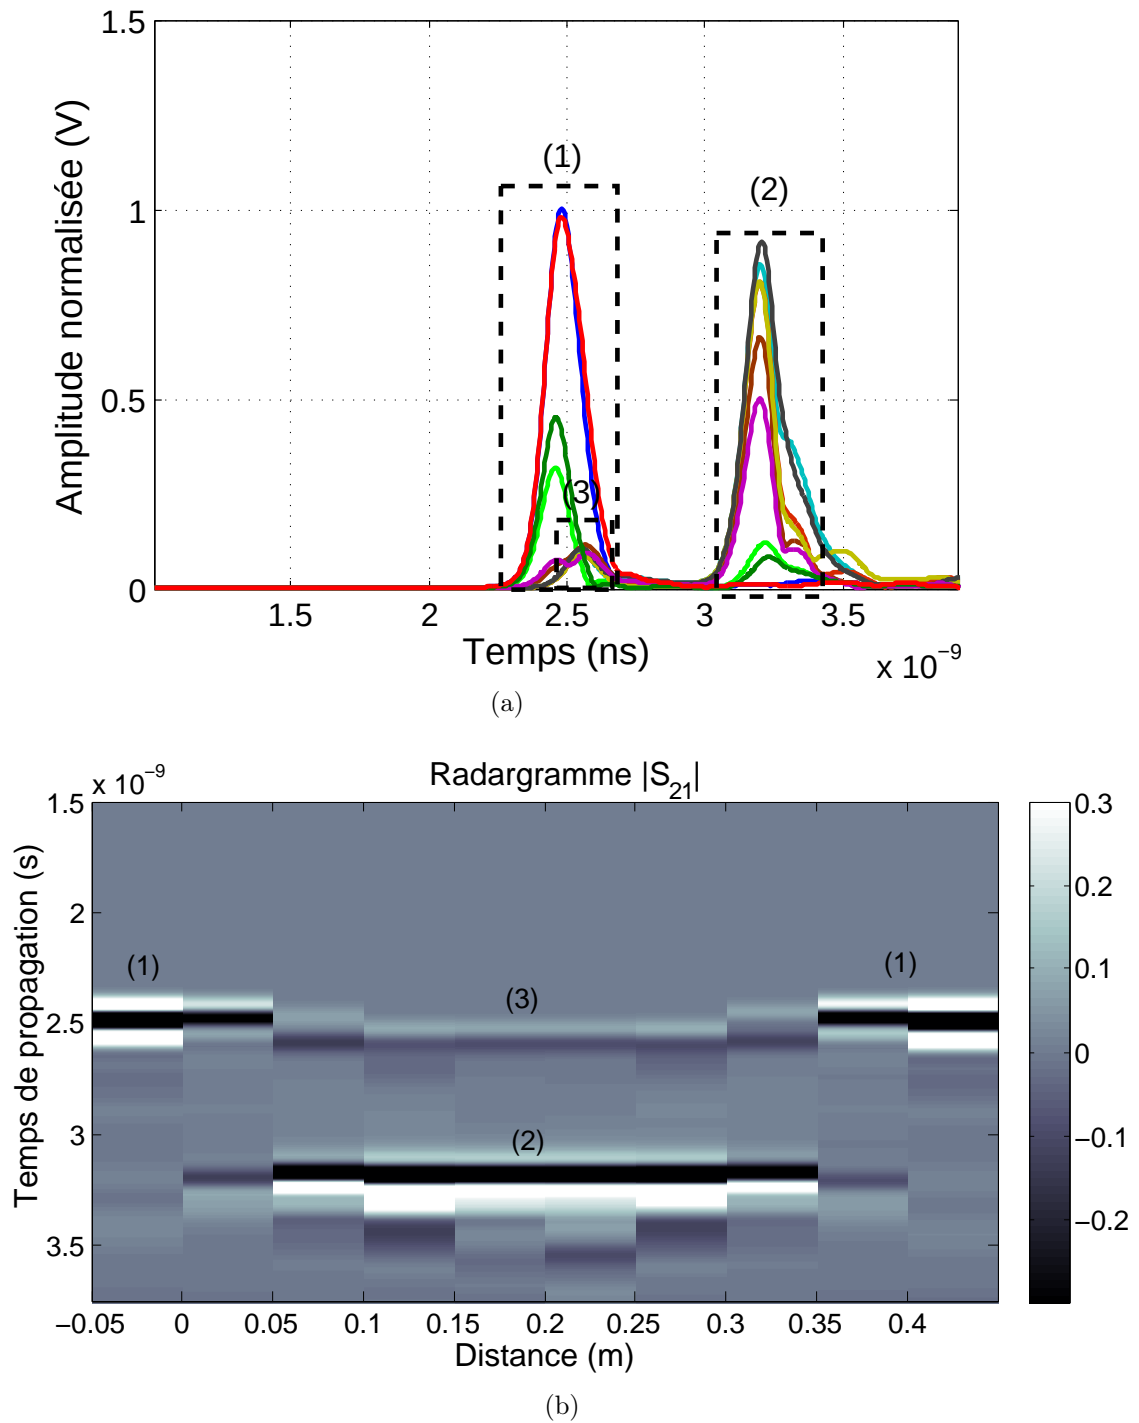 1.5
1
0.5
0
Amplitude normalisée (V)
(1)
(2)
(3)
1.5 2 2.5 3 3.5
Temps (ns)
x 10⁻⁹
(a)
x 10⁻⁹
Radargramme |S₂₁|
1.5
2
2.5
3
3.5
Temps de propagation (s)
(1)
(1)
(3)
(2)
0.3
0.2
0.1
0
−0.1
−0.2
−0.05 0 0.05 0.1 0.15 0.2 0.25 0.3 0.35 0.4
Distance (m)
(b)